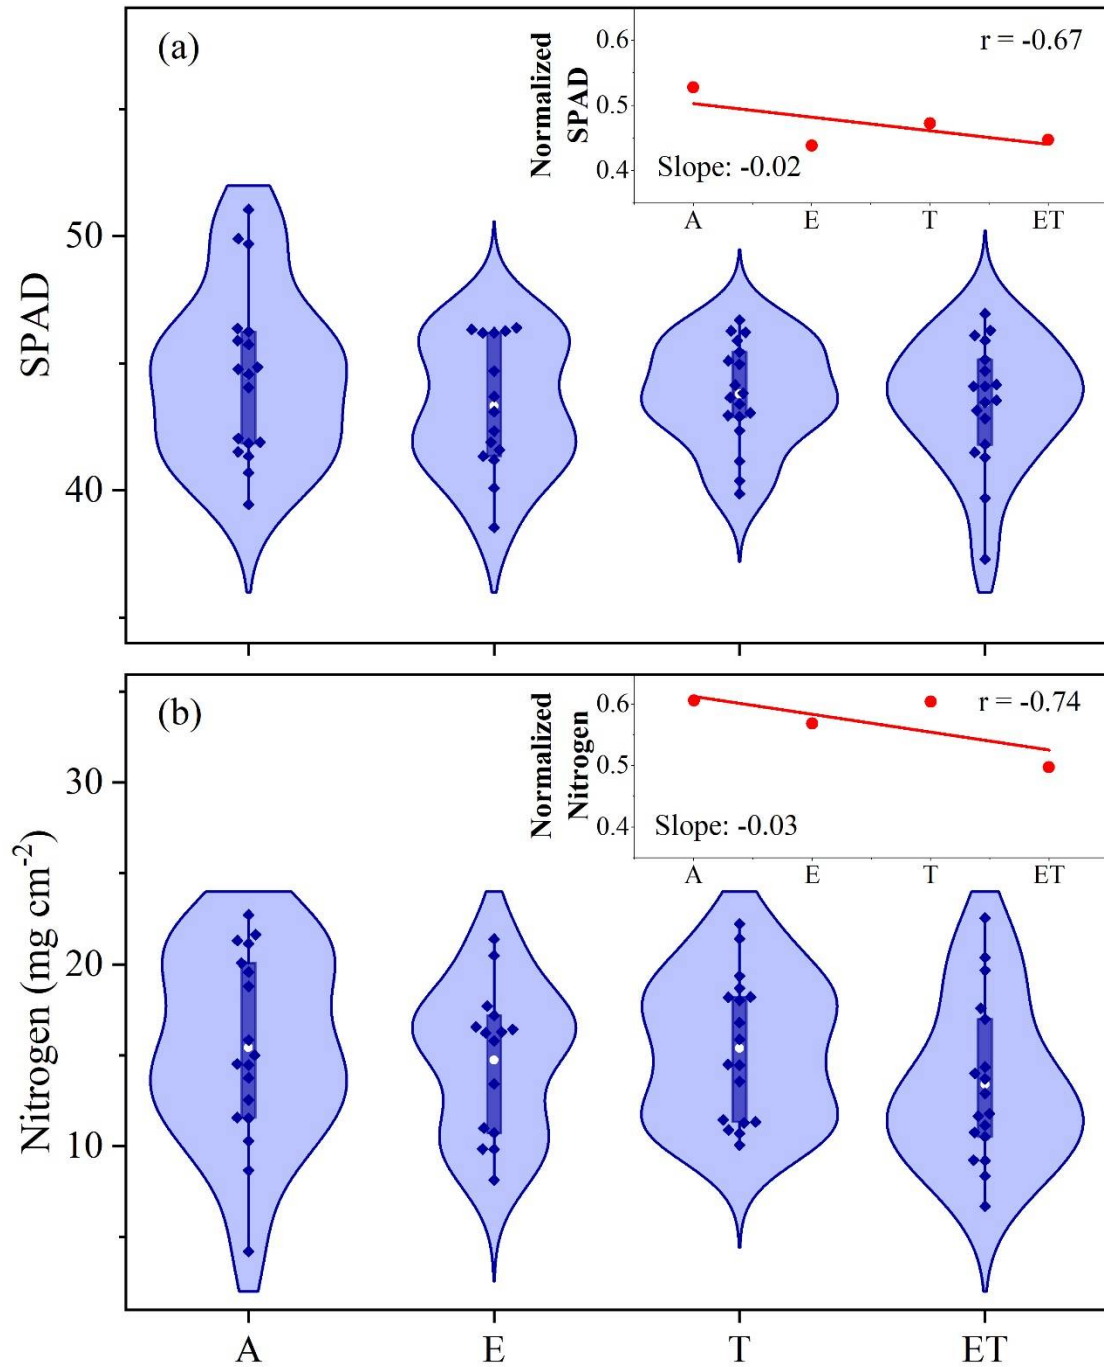 (a)
Normalized
SPAD
r = -0.67
0.6
0.5
0.4
Slope: -0.02
A E T ET
SPAD
50
40
(b)
Normalized
Nitrogen
r = -0.74
0.6
0.5
0.4
Slope: -0.03
A E T ET
Nitrogen (mg cm⁻²)
30
20
10
A E T ET